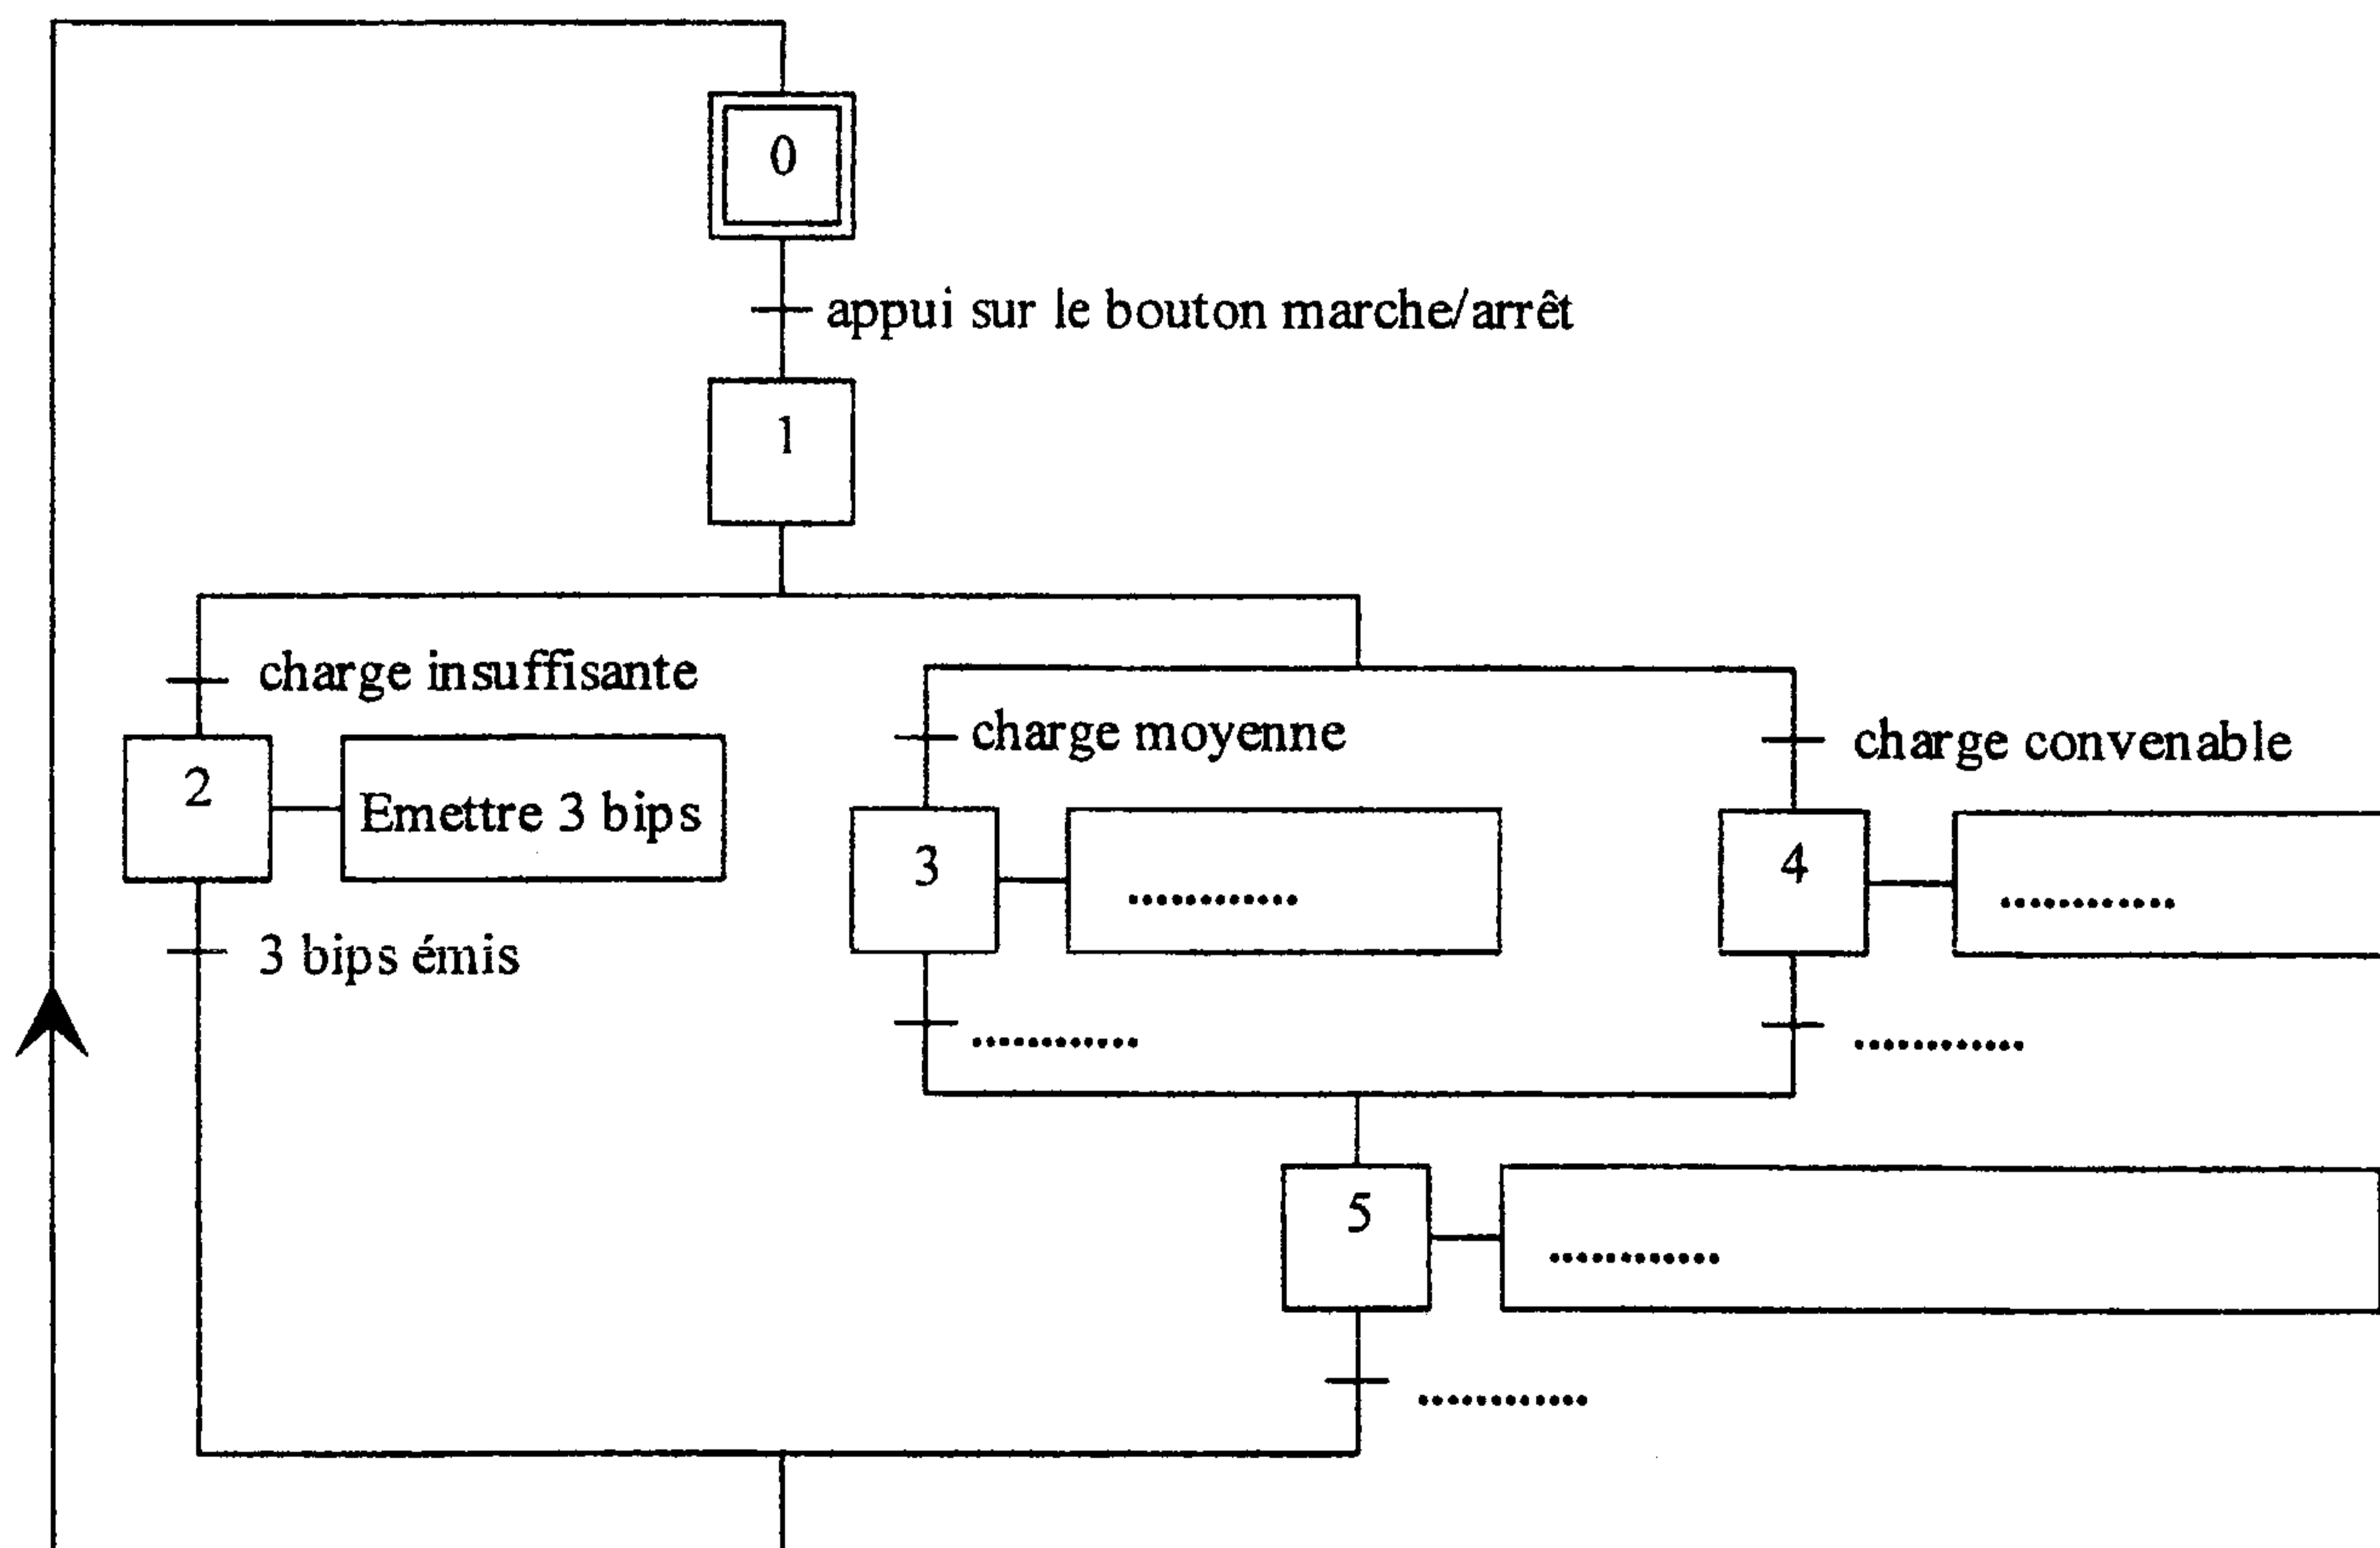 0
appui sur le bouton marche/arrêt
1
charge insuffisante
charge moyenne
charge convenable
2
Emettre 3 bips
3
............
4
............
3 bips émis
............
............
5
............
............